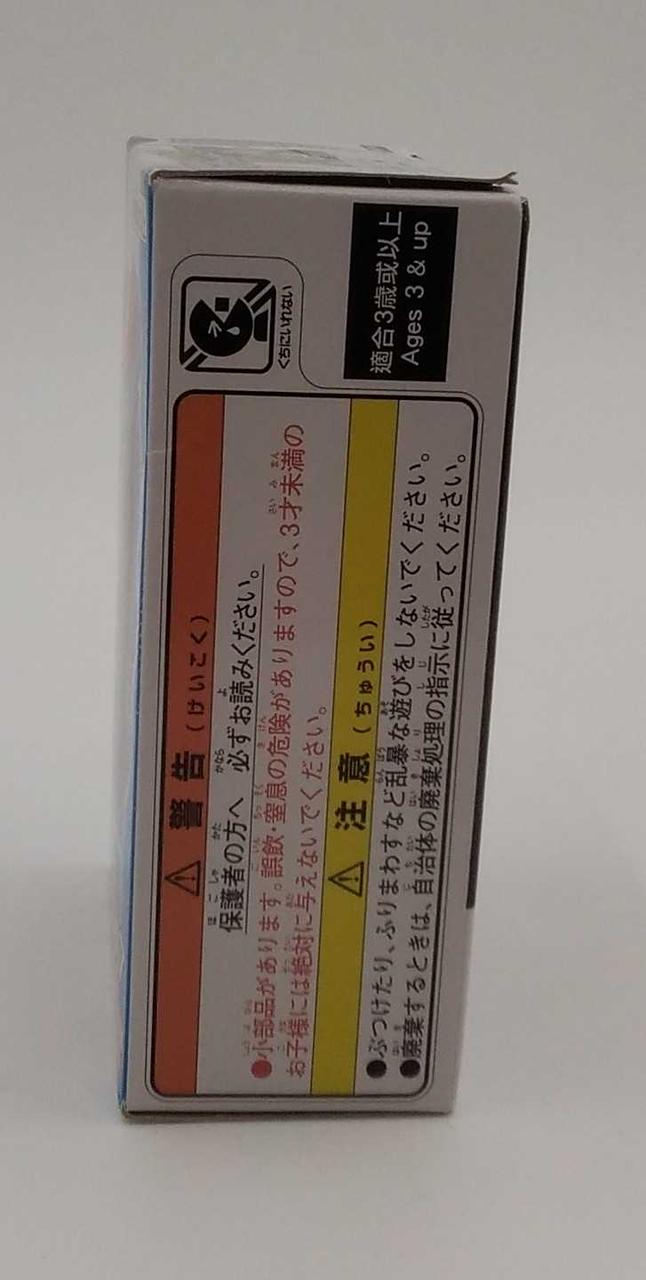 くちにいれない
適合3歳或以上
Ages 3 & up
⚠ 警告（けいこく）
保護者の方へ 必ずお読みください。
●小部品があります。誤飲・窒息の危険がありますので、3才未満の
お子様には絶対に与えないでください。
⚠ 注意（ちゅうい）
●ぶつけたり、ふりまわすなど乱暴な遊びをしないでください。
●廃棄するときは、自治体の廃棄処理の指示に従ってください。